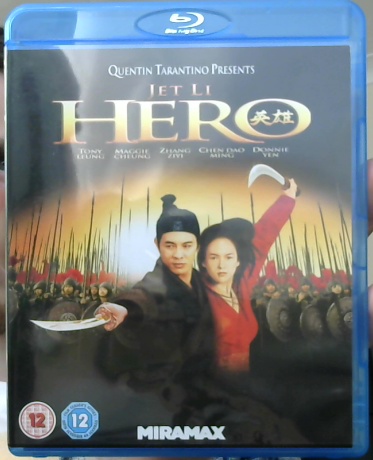 Blu-ray Disc
QUENTIN TARANTINO PRESENTS
JET LI
HERO 英雄
TONY LEUNG MAGGIE CHEUNG ZHANG ZIYI CHEN DAO MING DONNIE YEN
12 12
MIRAMAX